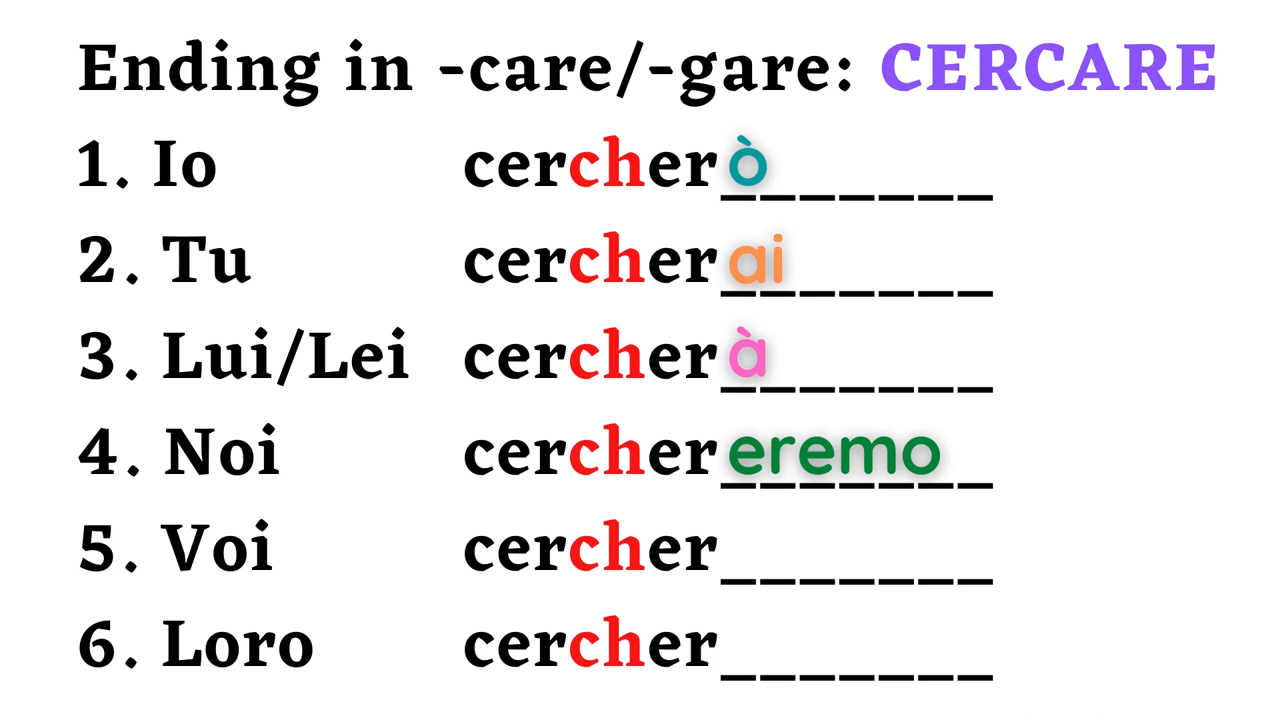 Ending in -care/-gare: CERCARE
1. Io cercherò_______
2. Tu cercherai_______
3. Lui/Lei cercherà_______
4. Noi cerchereremo_______
5. Voi cercher_______
6. Loro cercher_______